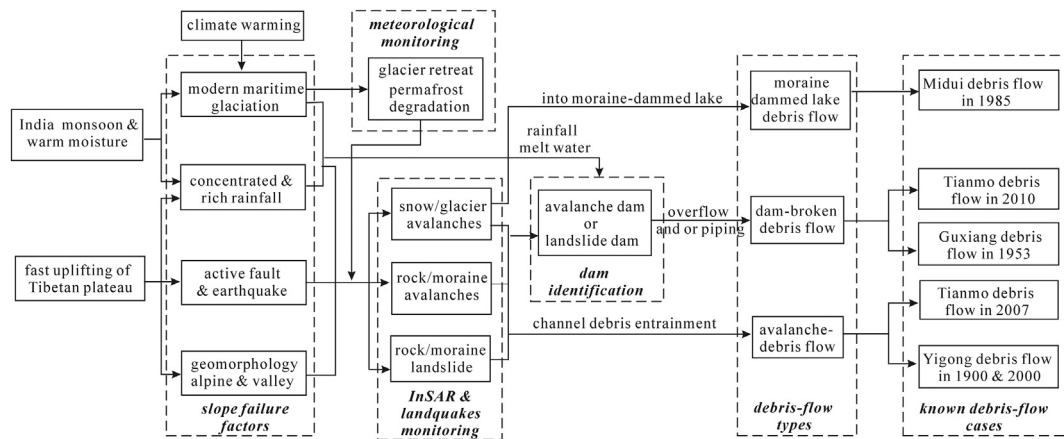 climate warming
India monsoon &
warm moisture
fast uplifting of
Tibetan plateau
modern maritime
glaciation
concentrated &
rich rainfall
active fault
& earthquake
geomorphology
alpine & valley
slope failure
factors
meteorological
monitoring
glacier retreat
permafrost
degradation
snow/glacier
avalanches
rock/moraine
avalanches
rock/moraine
landslide
InSAR &
landquakes
monitoring
into moraine-dammed lake
rainfall
melt water
avalanche dam
or
landslide dam
dam
identification
overflow
and or piping
channel debris entrainment
moraine
dammed lake
debris flow
dam-broken
debris flow
avalanche-
debris flow
debris-flow
types
Midui debris flow
in 1985
Tianmo debris
flow in 2010
Guxiang debris
flow in 1953
Tianmo debris
flow in 2007
Yigong debris flow
in 1900 & 2000
known debris-flow
cases